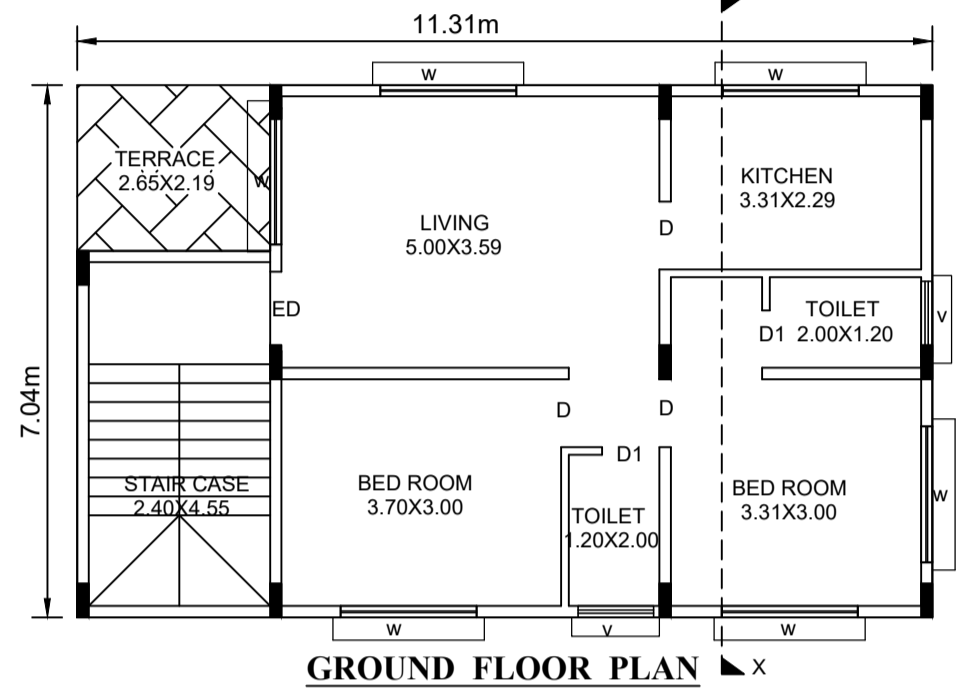 11.31m
W
W
TERRACE
2.65X2.19
W
LIVING
5.00X3.59
KITCHEN
3.31X2.29
D
ED
TOILET
D1 2.00X1.20
V
7.04m
D
D
D1
STAIR CASE
2.40X4.55
BED ROOM
3.70X3.00
TOILET
1.20X2.00
BED ROOM
3.31X3.00
W
W
V
W
GROUND FLOOR PLAN
X